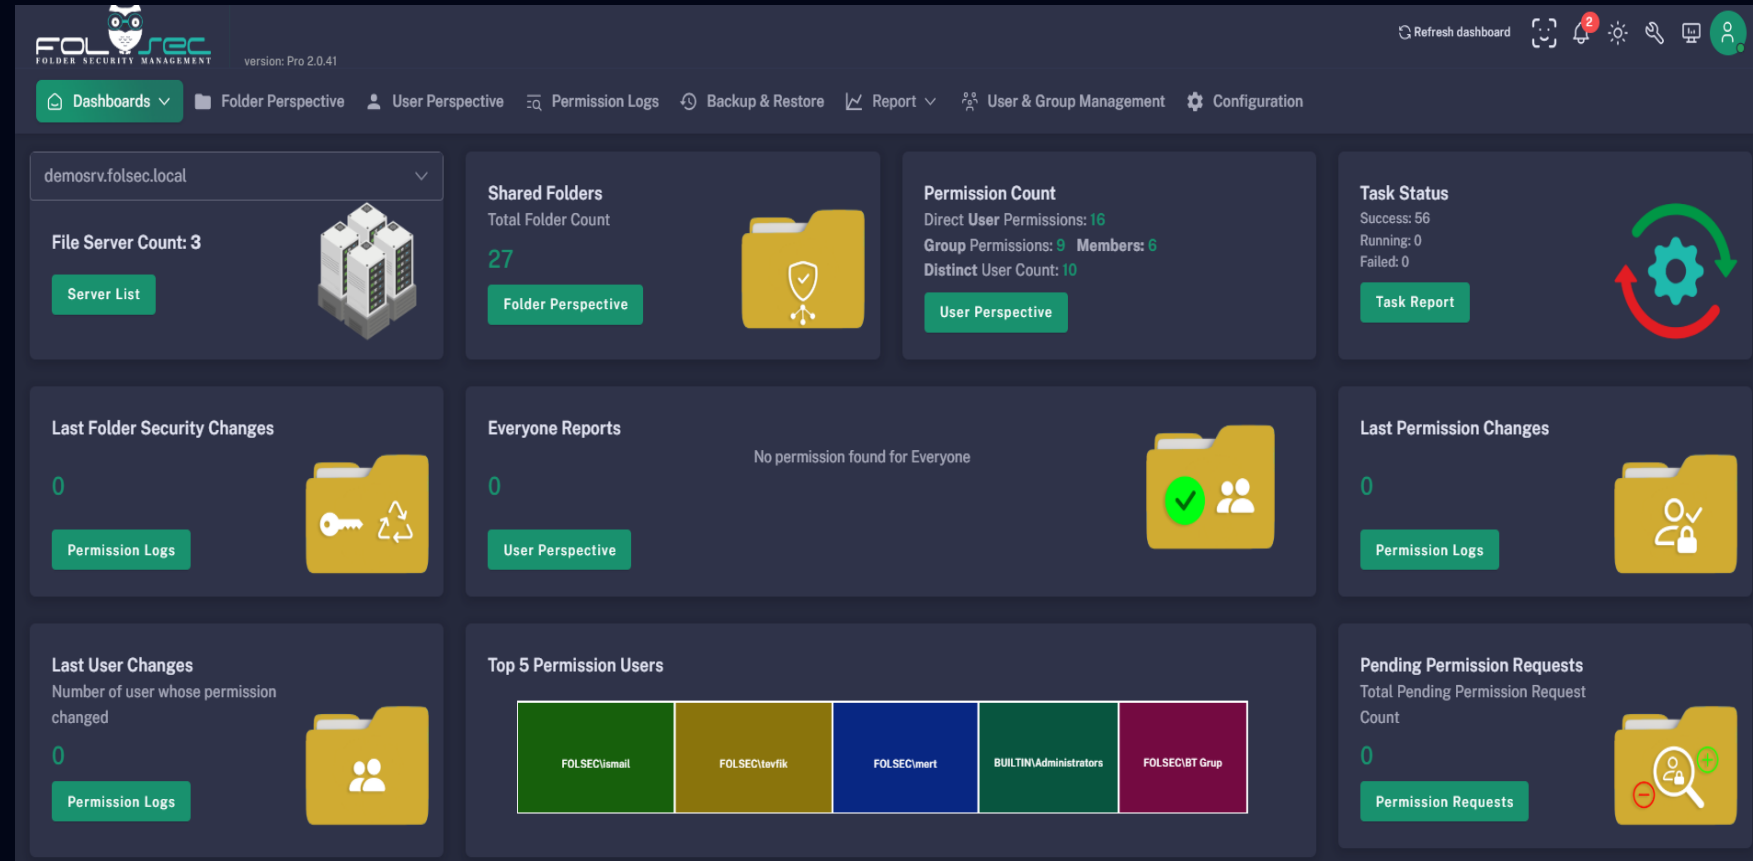 FOLSEC
FOLDER SECURITY MANAGEMENT
version: Pro 2.0.41
Refresh dashboard
2
Dashboards
Folder Perspective
User Perspective
Permission Logs
Backup & Restore
Report
User & Group Management
Configuration
demosrv.folsec.local
File Server Count: 3
Server List
Shared Folders
Total Folder Count
27
Folder Perspective
Permission Count
Direct User Permissions: 16
Group Permissions: 9 Members: 6
Distinct User Count: 10
User Perspective
Task Status
Success: 56
Running: 0
Failed: 0
Task Report
Last Folder Security Changes
0
Permission Logs
Everyone Reports
No permission found for Everyone
0
User Perspective
Last Permission Changes
0
Permission Logs
Last User Changes
Number of user whose permission
changed
0
Permission Logs
Top 5 Permission Users
FOLSEC\ismail
FOLSEC\tevfik
FOLSEC\mert
BUILTIN\Administrators
FOLSEC\BT Grup
Pending Permission Requests
Total Pending Permission Request
Count
0
Permission Requests